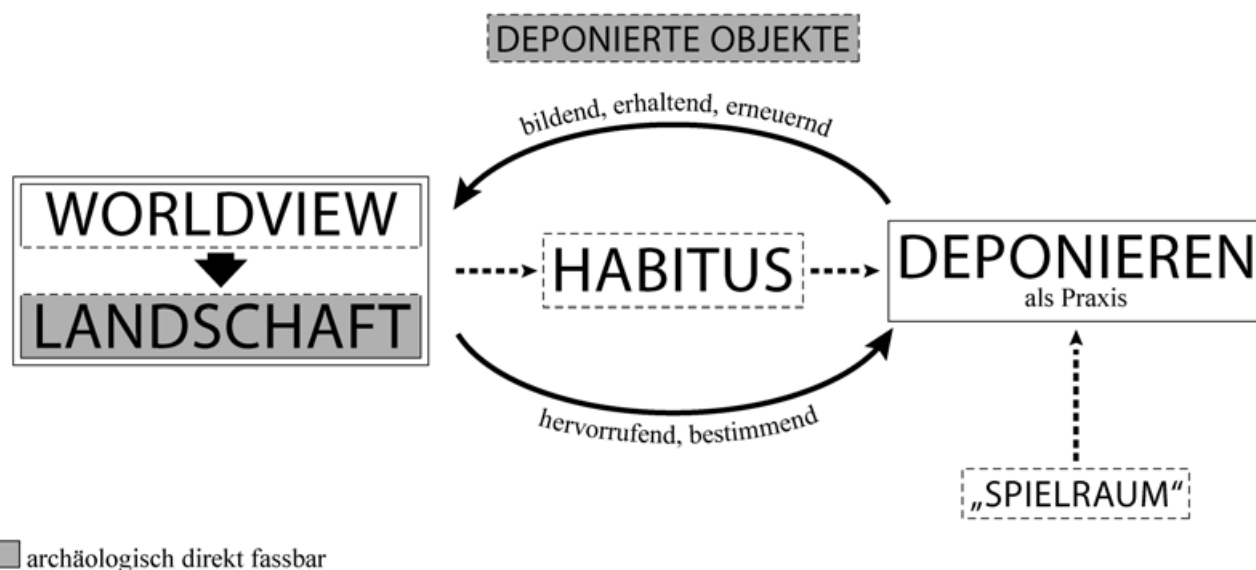 DEPONIERTE OBJEKTE
bildend, erhaltend, erneuernd
WORLDVIEW
LANDSCHAFT
HABITUS
DEPONIEREN
als Praxis
hervorrufend, bestimmend
„SPIELRAUM“
archäologisch direkt fassbar